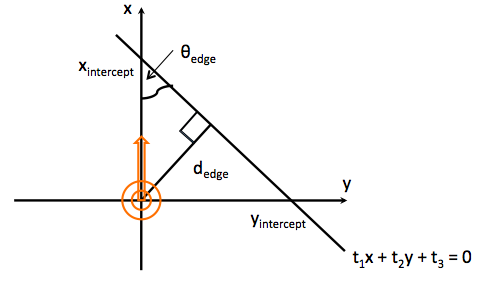 x
θedge
xintercept
dedge
y
yintercept
t1x + t2y + t3 = 0